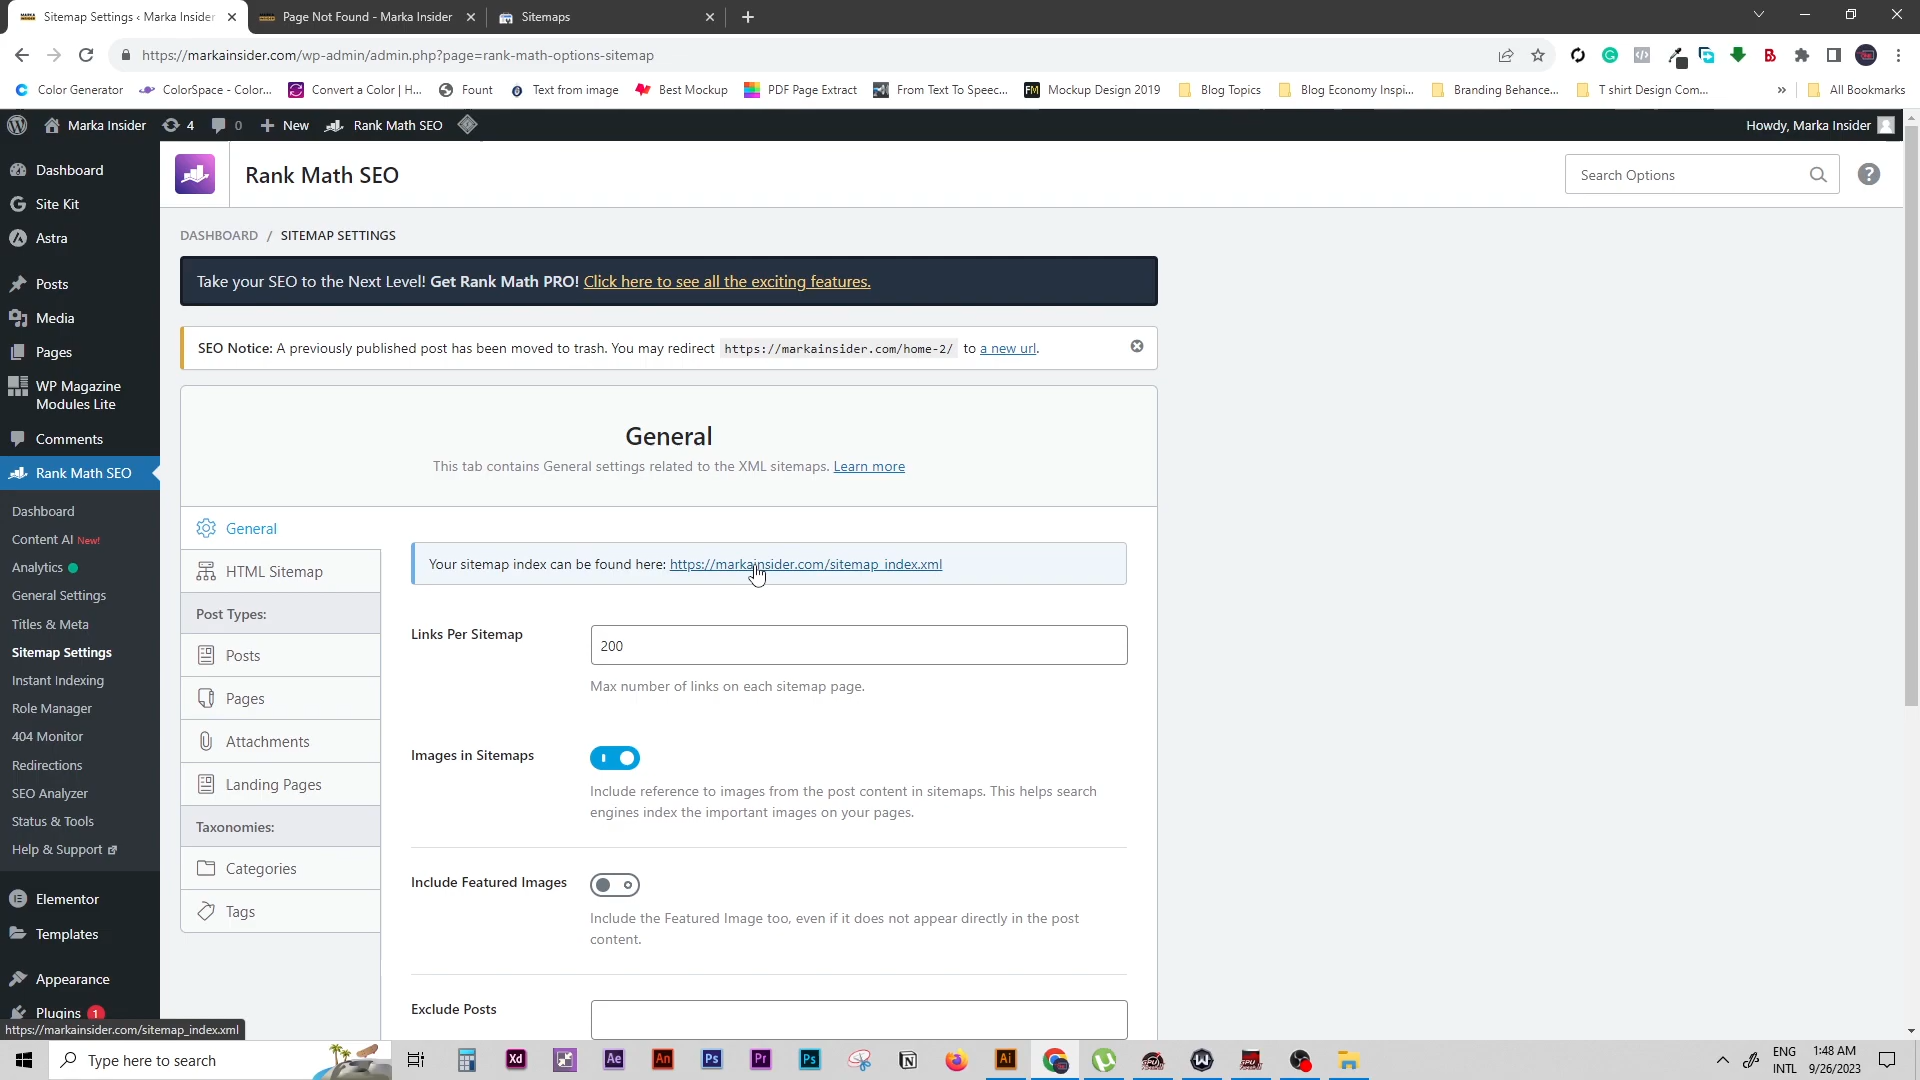 Sitemap Settings ‹ Marka Insider
Page Not Found - Marka Insider
Sitemaps
https://markainsider.com/wp-admin/admin.php?page=rank-math-options-sitemap
Color Generator
ColorSpace - Color...
Convert a Color | H...
Fount
Text from image
Best Mockup
PDF Page Extract
From Text To Speec...
FM
Mockup Design 2019
Blog Topics
Blog Economy Inspi...
Branding Behance...
T shirt Design Com...
»
All Bookmarks
Marka Insider
4
0
New
Rank Math SEO
Howdy, Marka Insider
Dashboard
Site Kit
Astra
Posts
Media
Pages
WP Magazine
Modules Lite
Comments
Rank Math SEO
Dashboard
Content AI New!
Analytics
General Settings
Titles & Meta
Sitemap Settings
Instant Indexing
Role Manager
404 Monitor
Redirections
SEO Analyzer
Status & Tools
Help & Support
Elementor
Templates
Appearance
Plugins 1
https://markainsider.com/sitemap_index.xml
Rank Math SEO
Search Options
?
DASHBOARD / SITEMAP SETTINGS
Take your SEO to the Next Level! Get Rank Math PRO! Click here to see all the exciting features.
SEO Notice: A previously published post has been moved to trash. You may redirect https://markainsider.com/home-2/ to a new url.
General
This tab contains General settings related to the XML sitemaps. Learn more
General
HTML Sitemap
Post Types:
Posts
Pages
Attachments
Landing Pages
Taxonomies:
Categories
Tags
Your sitemap index can be found here: https://markainsider.com/sitemap_index.xml
Links Per Sitemap
200
Max number of links on each sitemap page.
Images in Sitemaps
Include reference to images from the post content in sitemaps. This helps search
engines index the important images on your pages.
Include Featured Images
Include the Featured Image too, even if it does not appear directly in the post
content.
Exclude Posts
Type here to search
Xd
Ae
An
Ps
Pr
Ps
Ai
ENG
INTL
1:48 AM
9/26/2023